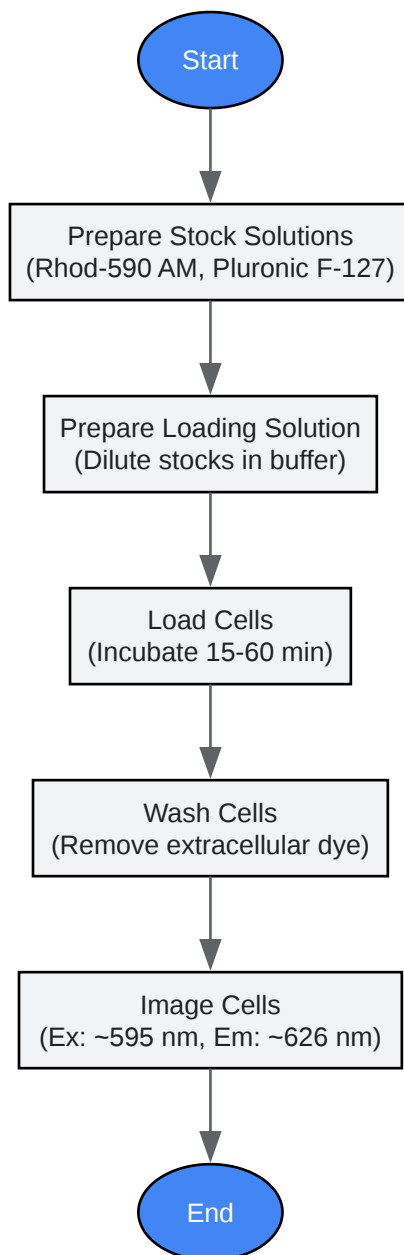 Start
Prepare Stock Solutions
(Rhod-590 AM, Pluronic F-127)
Prepare Loading Solution
(Dilute stocks in buffer)
Load Cells
(Incubate 15-60 min)
Wash Cells
(Remove extracellular dye)
Image Cells
(Ex: ~595 nm, Em: ~626 nm)
End